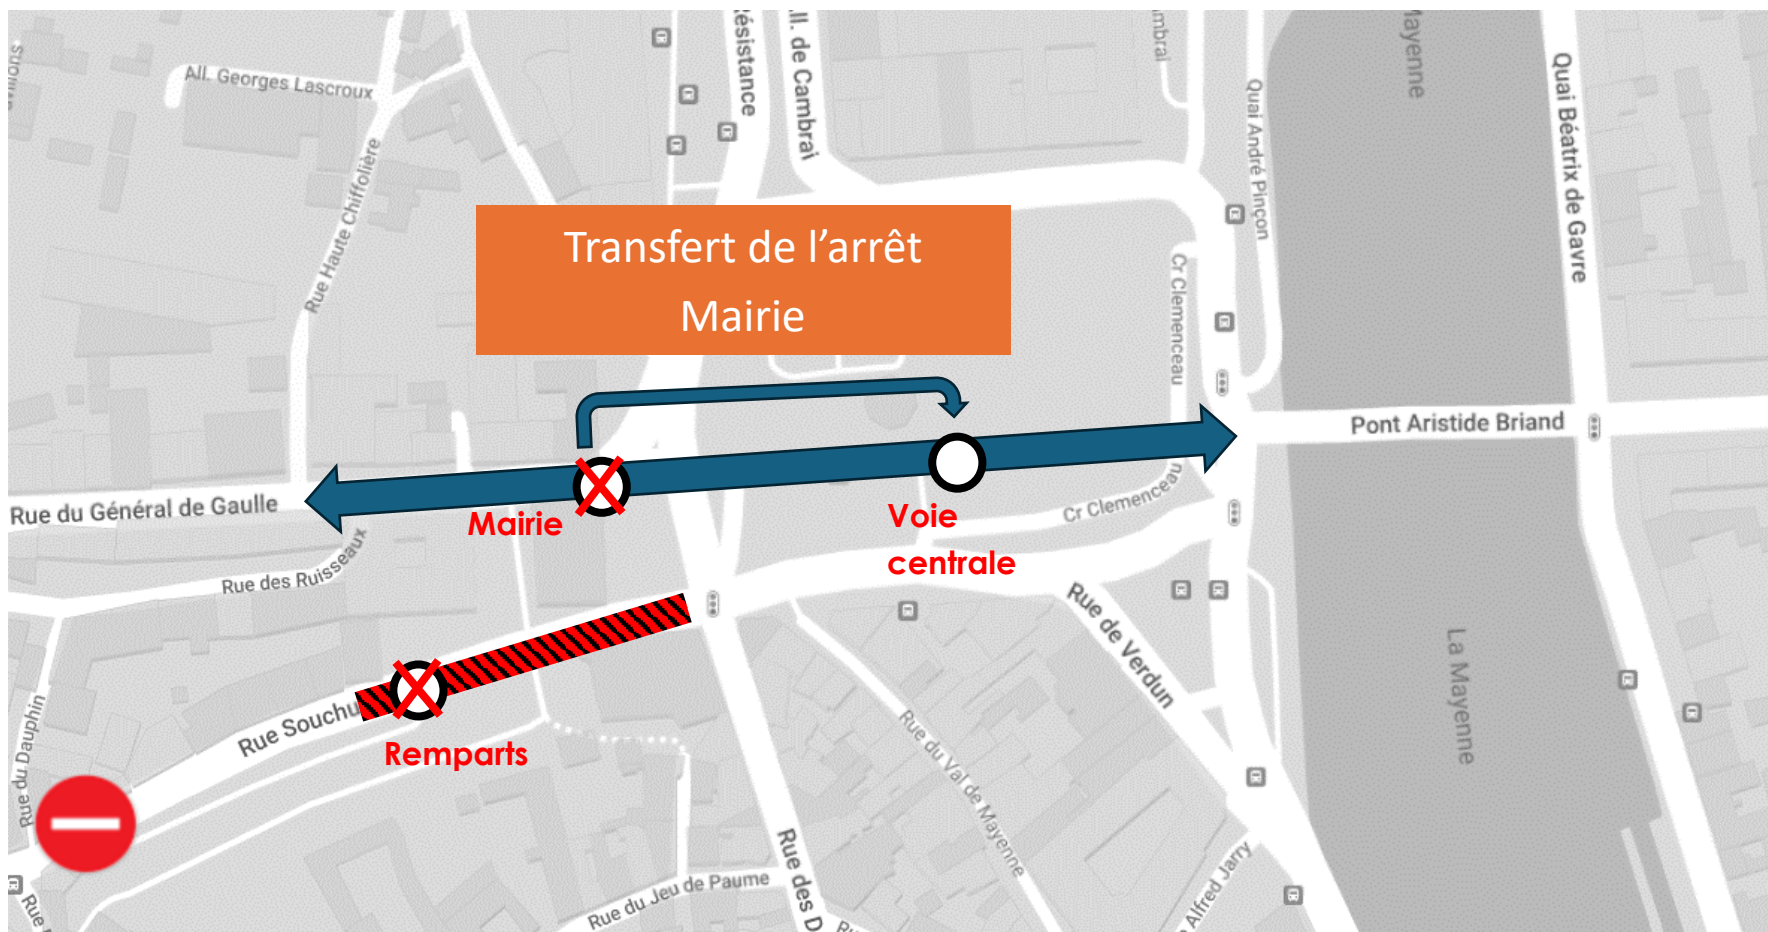 All. Georges Lascroux
Résistance
All. de Cambrai
Mayenne
Quai Béatrix de Gavre
Quai André Pinçon
Rue Haute Chiffolière
Transfert de l’arrêt
Mairie
Cr Clemenceau
Pont Aristide Briand
Rue du Général de Gaulle
Mairie
Voie
centrale
Cr Clemenceau
Rue des Ruisseaux
Rue de Verdun
La Mayenne
Rue Souchu
Remparts
Rue du Dauphin
Rue du Val de Mayenne
Rue du Jeu de Paume
Rue des D
Alfred Jarry
Rue